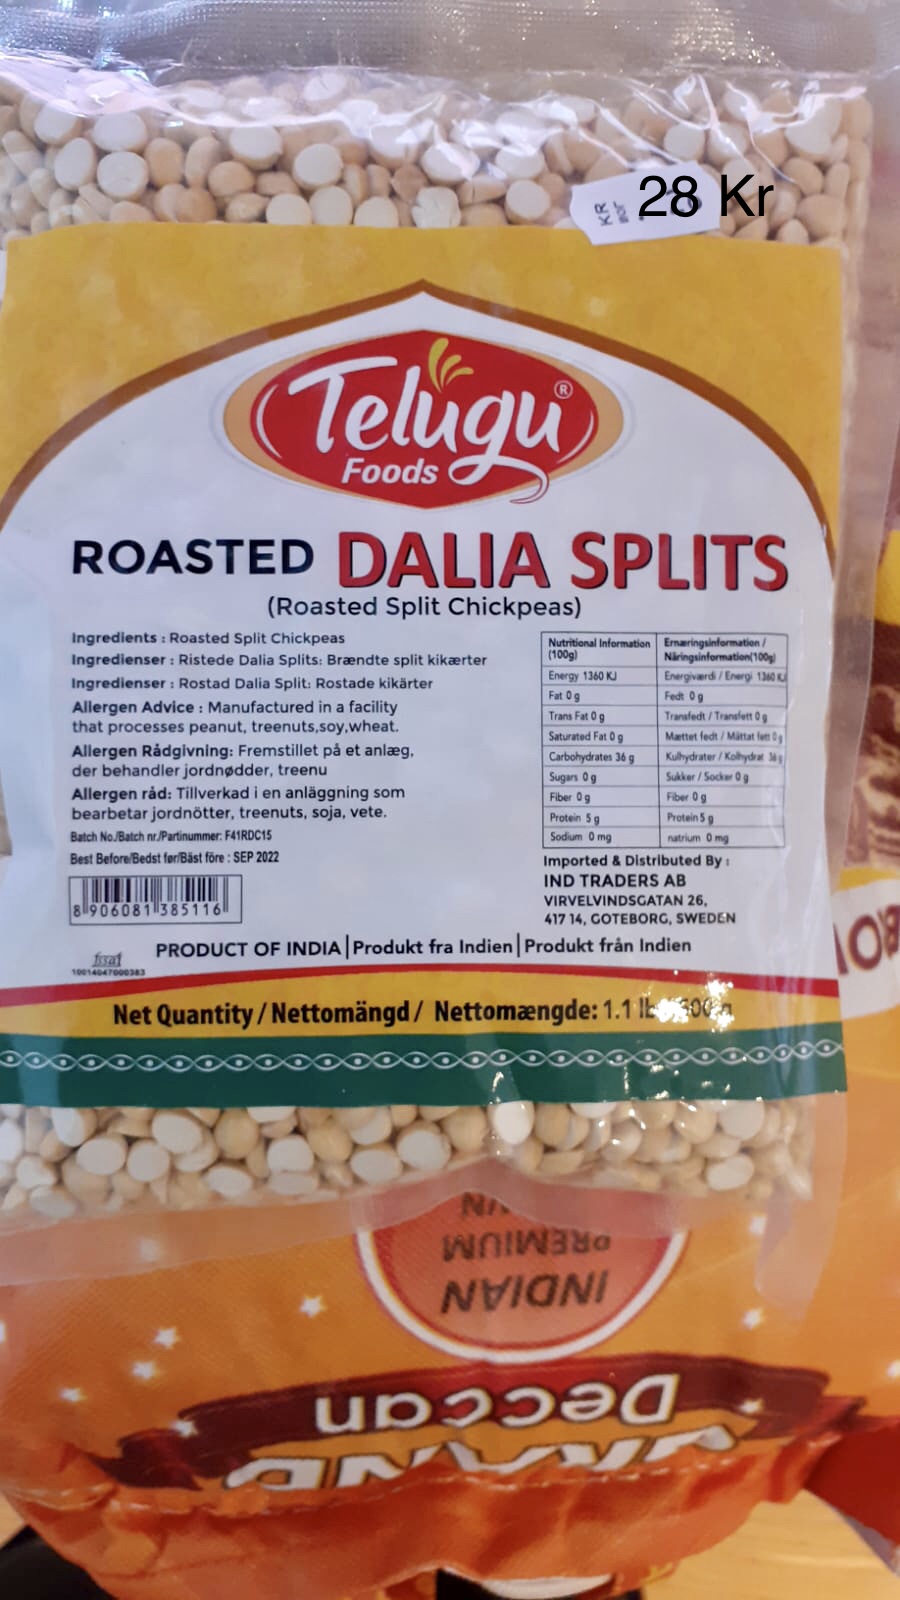 28 Kr
KR
Telugu®
Foods
ROASTED DALIA SPLITS
(Roasted Split Chickpeas)
Ingredients : Roasted Split Chickpeas
Ingredienser : Ristede Dalia Splits: Brændte split kikærter
Ingredienser : Rostad Dalia Split: Rostade kikärter
Allergen Advice : Manufactured in a facility
that processes peanut, treenuts,soy,wheat.
Allergen Rådgivning: Fremstillet på et anlæg,
der behandler jordnødder, treenu
Allergen råd: Tillverkad i en anläggning som
bearbetar jordnötter, treenuts, soja, vete.
Batch No./Batch nr./Partinummer: F41RDC15
Best Before/Bedst før/Bäst före : SEP 2022
8 906081 385116
fssai
10014047000383
Nutritional Information (100g) Ernæringsinformation / Näringsinformation(100g)
Energy 1360 KJ Energiværdi / Energi 1360 KJ
Fat 0 g Fedt 0 g
Trans Fat 0 g Transfedt / Transfett 0 g
Saturated Fat 0 g Mættet fedt / Mättat fett 0 g
Carbohydrates 36 g Kulhydrater / Kolhydrat 36 g
Sugars 0 g Sukker / Socker 0 g
Fiber 0 g Fiber 0 g
Protein 5 g Protein 5 g
Sodium 0 mg natrium 0 mg
Imported & Distributed By :
IND TRADERS AB
VIRVELVINDSGATAN 26,
417 14, GOTEBORG, SWEDEN
PRODUCT OF INDIA | Produkt fra Indien | Produkt från Indien
Net Quantity / Nettomängd / Nettomængde: 1.1 lb 500 g
INDIAN
PREMIUM
Deccan
BRAND